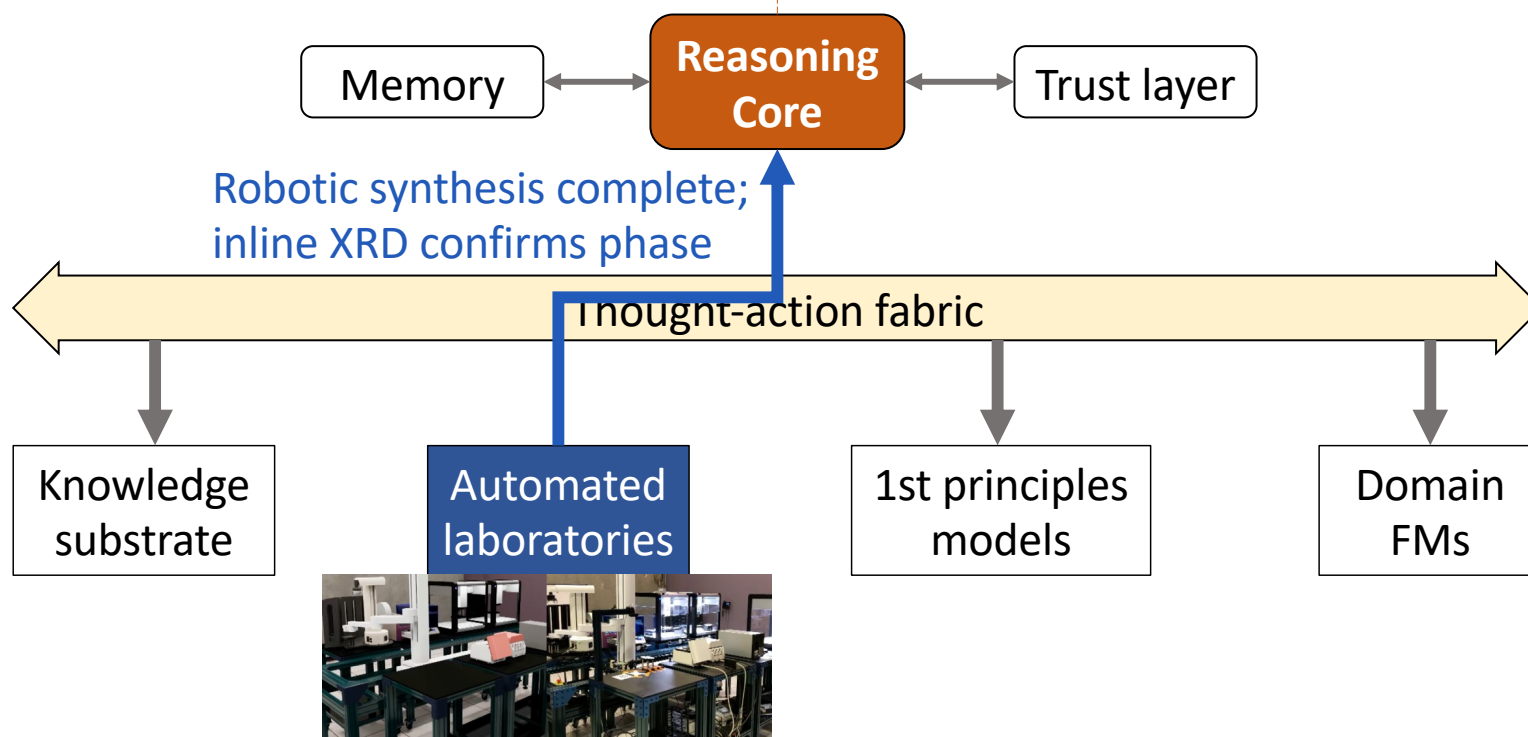 Memory
Reasoning
Core
Trust layer
Robotic synthesis complete;
inline XRD confirms phase
Thought-action fabric
Knowledge
substrate
Automated
laboratories
1st principles
models
Domain
FMs